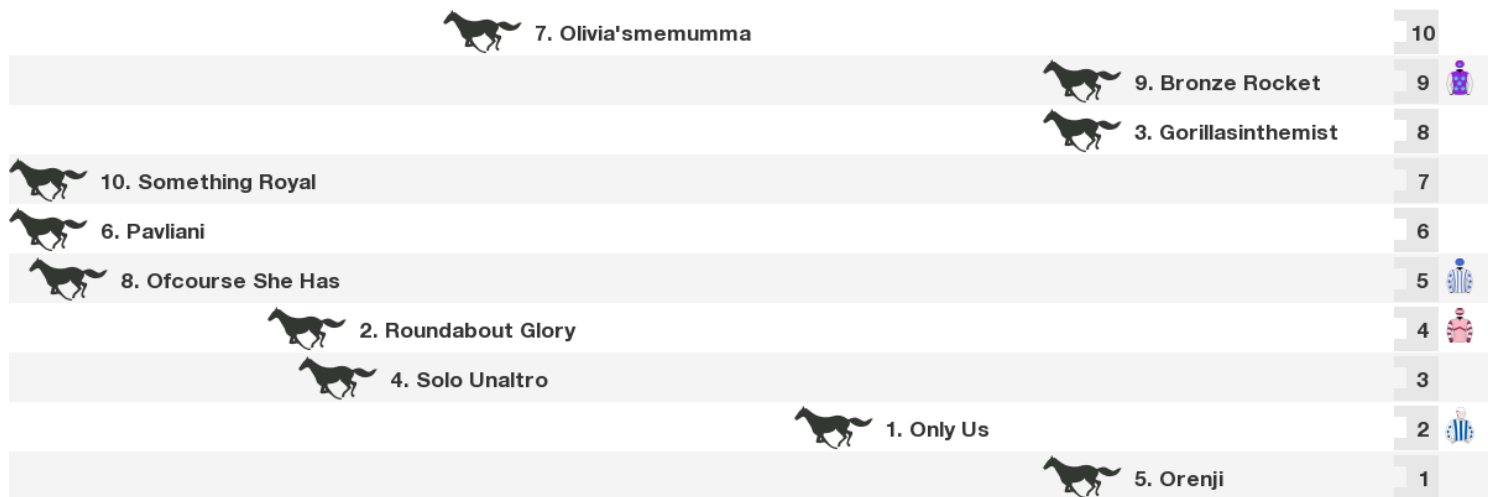 7. Olivia'smemumma 10
9. Bronze Rocket 9
3. Gorillasinthemist 8
10. Something Royal 7
6. Pavliani 6
8. Ofcourse She Has 5
2. Roundabout Glory 4
4. Solo Unaltro 3
1. Only Us 2
5. Orenji 1